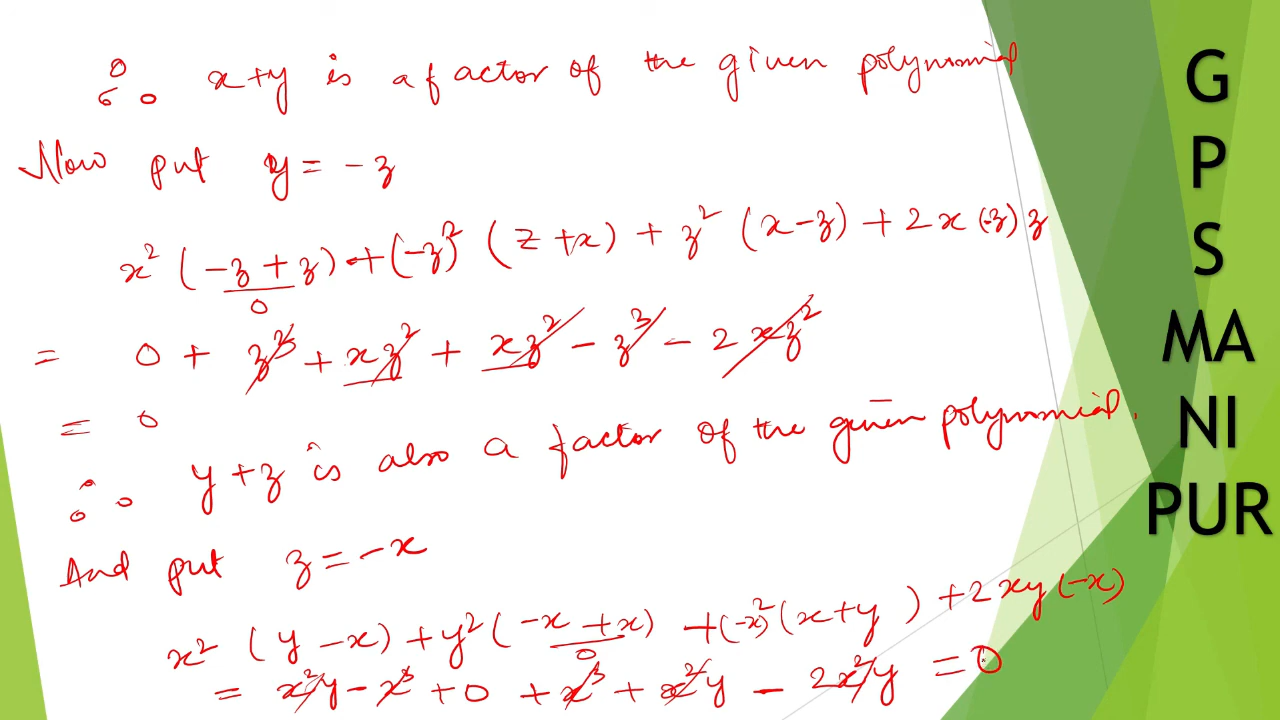 ∴ x+y is a factor of the given polynomial
Now put y = -z
x² (-z + z) + (-z)² (z + x) + z² (x-z) + 2x(-z)z
0
= 0 + z³ + xz² + xz² - z³ - 2xz²
= 0
∴ y+z is also a factor of the given polynomial.
And put z = -x
x² (y - x) + y² (-x + x) + (-x)² (x+y) + 2xy(-x)
0
= x²y - x³ + 0 + x³ + x²y - 2x²y = 0
G
P
S
MA
NI
PUR